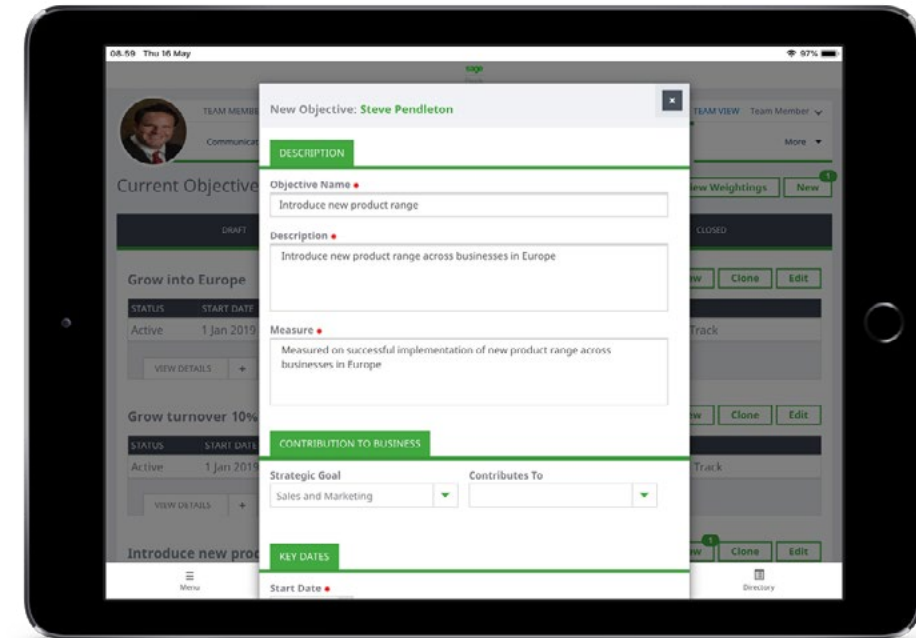 08.59 Thu 16 May
97%
sage
TEAM MEMBE
TEAM VIEW Team Member
Communicat
More
Current Objective
ew Weightings
New
1
DRAFT
CLOSED
New Objective: Steve Pendleton
×
DESCRIPTION
Objective Name
Introduce new product range
Description
Introduce new product range across businesses in Europe
Measure
Measured on successful implementation of new product range across
businesses in Europe
CONTRIBUTION TO BUSINESS
Strategic Goal
Contributes To
Sales and Marketing
KEY DATES
Start Date
Grow into Europe
ew
Clone
Edit
STATUS
START DATE
Active
1 Jan 2019
Track
VIEW DETAILS
+
Grow turnover 10%
ew
Clone
Edit
STATUS
START DATE
Active
1 Jan 2019
Track
VIEW DETAILS
+
Introduce new proc
1
ew
Clone
Edit
Menu
Directory